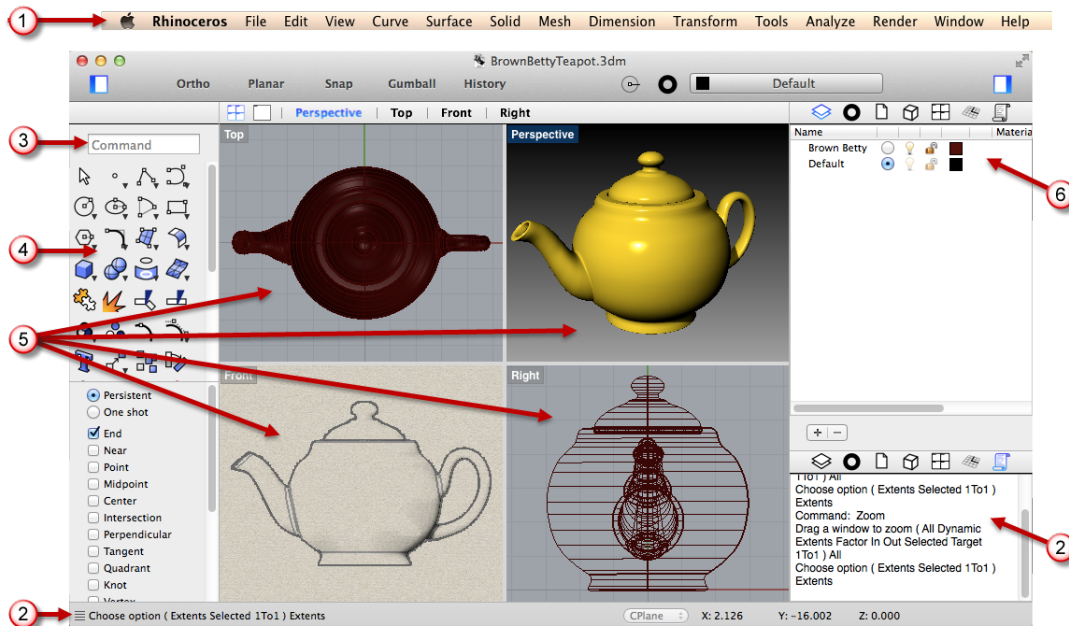 1
Rhinoceros File Edit View Curve Surface Solid Mesh Dimension Transform Tools Analyze Render Window Help
BrownBettyTeapot.3dm
Ortho Planar Snap Gumball History Default
Perspective Top Front Right
3
Command
Top
Perspective
Name Materia
Brown Betty
Default
6
4
5
Front
Right
Persistent
One shot
End
Near
Point
Midpoint
Center
Intersection
Perpendicular
Tangent
Quadrant
Knot
Vertex
1To1 ) All
Choose option ( Extents Selected 1To1 )
Extents
Command: Zoom
Drag a window to zoom ( All Dynamic
Extents Factor In Out Selected Target
1To1 ) All
Choose option ( Extents Selected 1To1 )
Extents
2
2
Choose option ( Extents Selected 1To1 ) Extents
CPlane X: 2.126 Y: -16.002 Z: 0.000